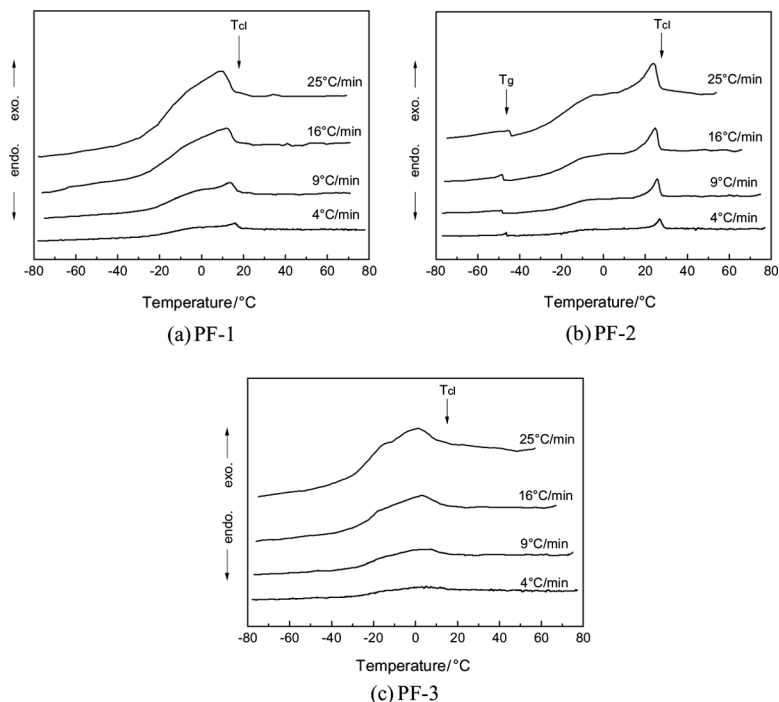 Tcl
25°C/min
16°C/min
9°C/min
4°C/min
exo.
endo.
-80 -60 -40 -20 0 20 40 60 80
Temperature/°C
(a) PF-1
Tcl
Tg
25°C/min
16°C/min
9°C/min
4°C/min
exo.
endo.
-80 -60 -40 -20 0 20 40 60 80
Temperature/°C
(b) PF-2
Tcl
25°C/min
16°C/min
9°C/min
4°C/min
exo.
endo.
-80 -60 -40 -20 0 20 40 60 80
Temperature/°C
(c) PF-3